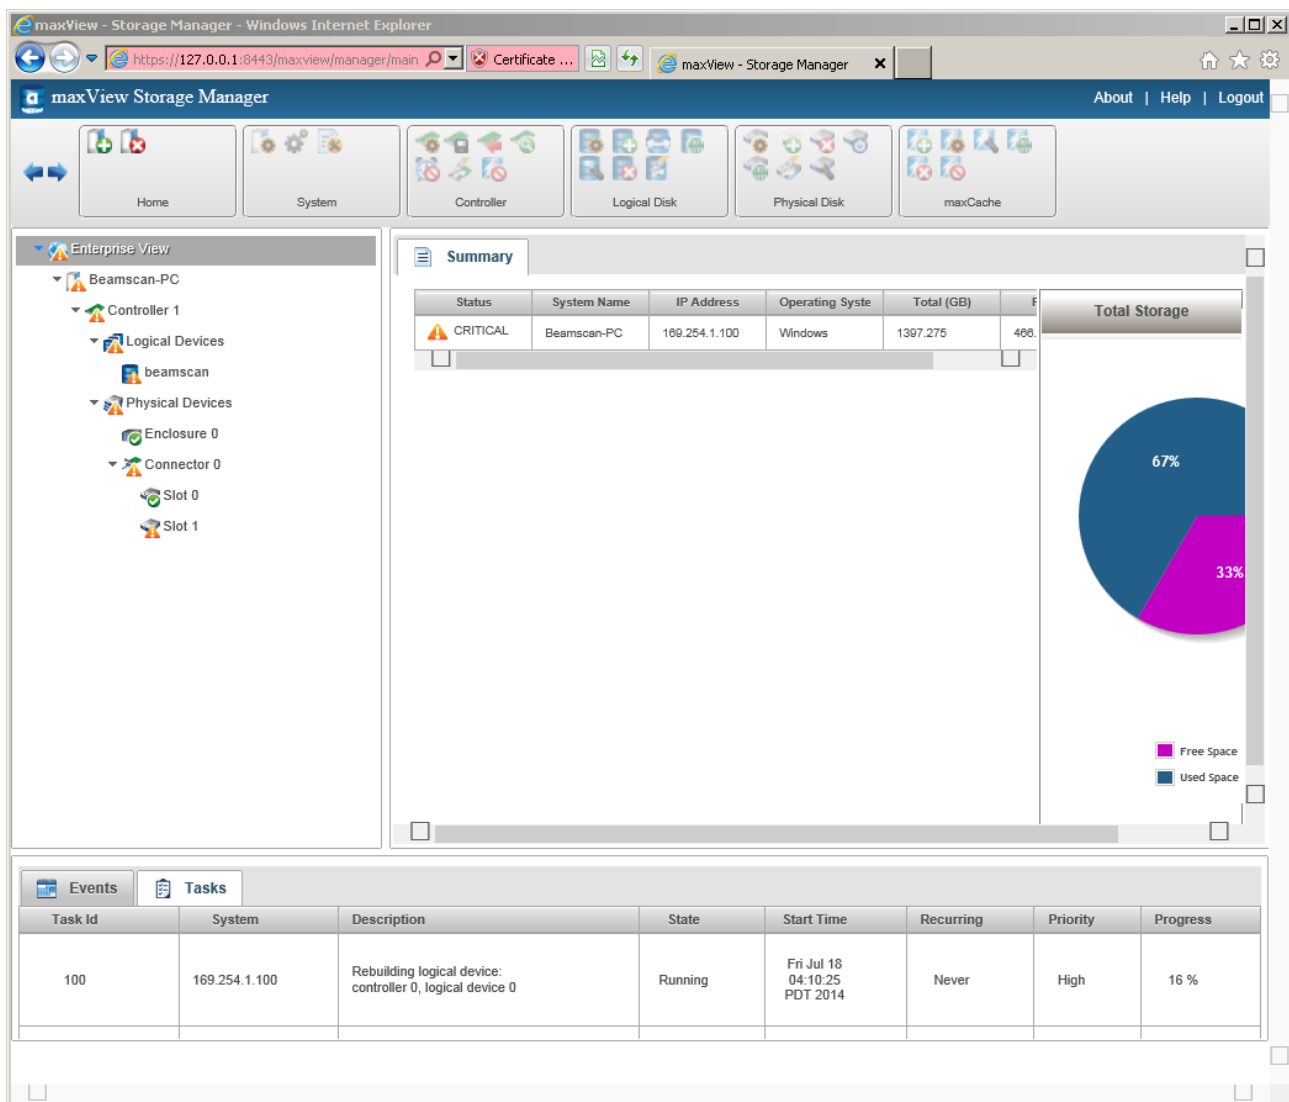 maxView - Storage Manager - Windows Internet Explorer
https://127.0.0.1:8443/maxview/manager/main
Certificate ...
maxView - Storage Manager
maxView Storage Manager
About | Help | Logout
Home
System
Controller
Logical Disk
Physical Disk
maxCache
Enterprise View
Beamscan-PC
Controller 1
Logical Devices
beamscan
Physical Devices
Enclosure 0
Connector 0
Slot 0
Slot 1
Summary
Status System Name IP Address Operating Syste Total (GB) F
CRITICAL Beamscan-PC 169.254.1.100 Windows 1397.275 466.
Total Storage
67%
33%
Free Space
Used Space
Events Tasks
Task Id System Description State Start Time Recurring Priority Progress
100 169.254.1.100 Rebuilding logical device: controller 0, logical device 0 Running Fri Jul 18 04:10:25 PDT 2014 Never High 16 %